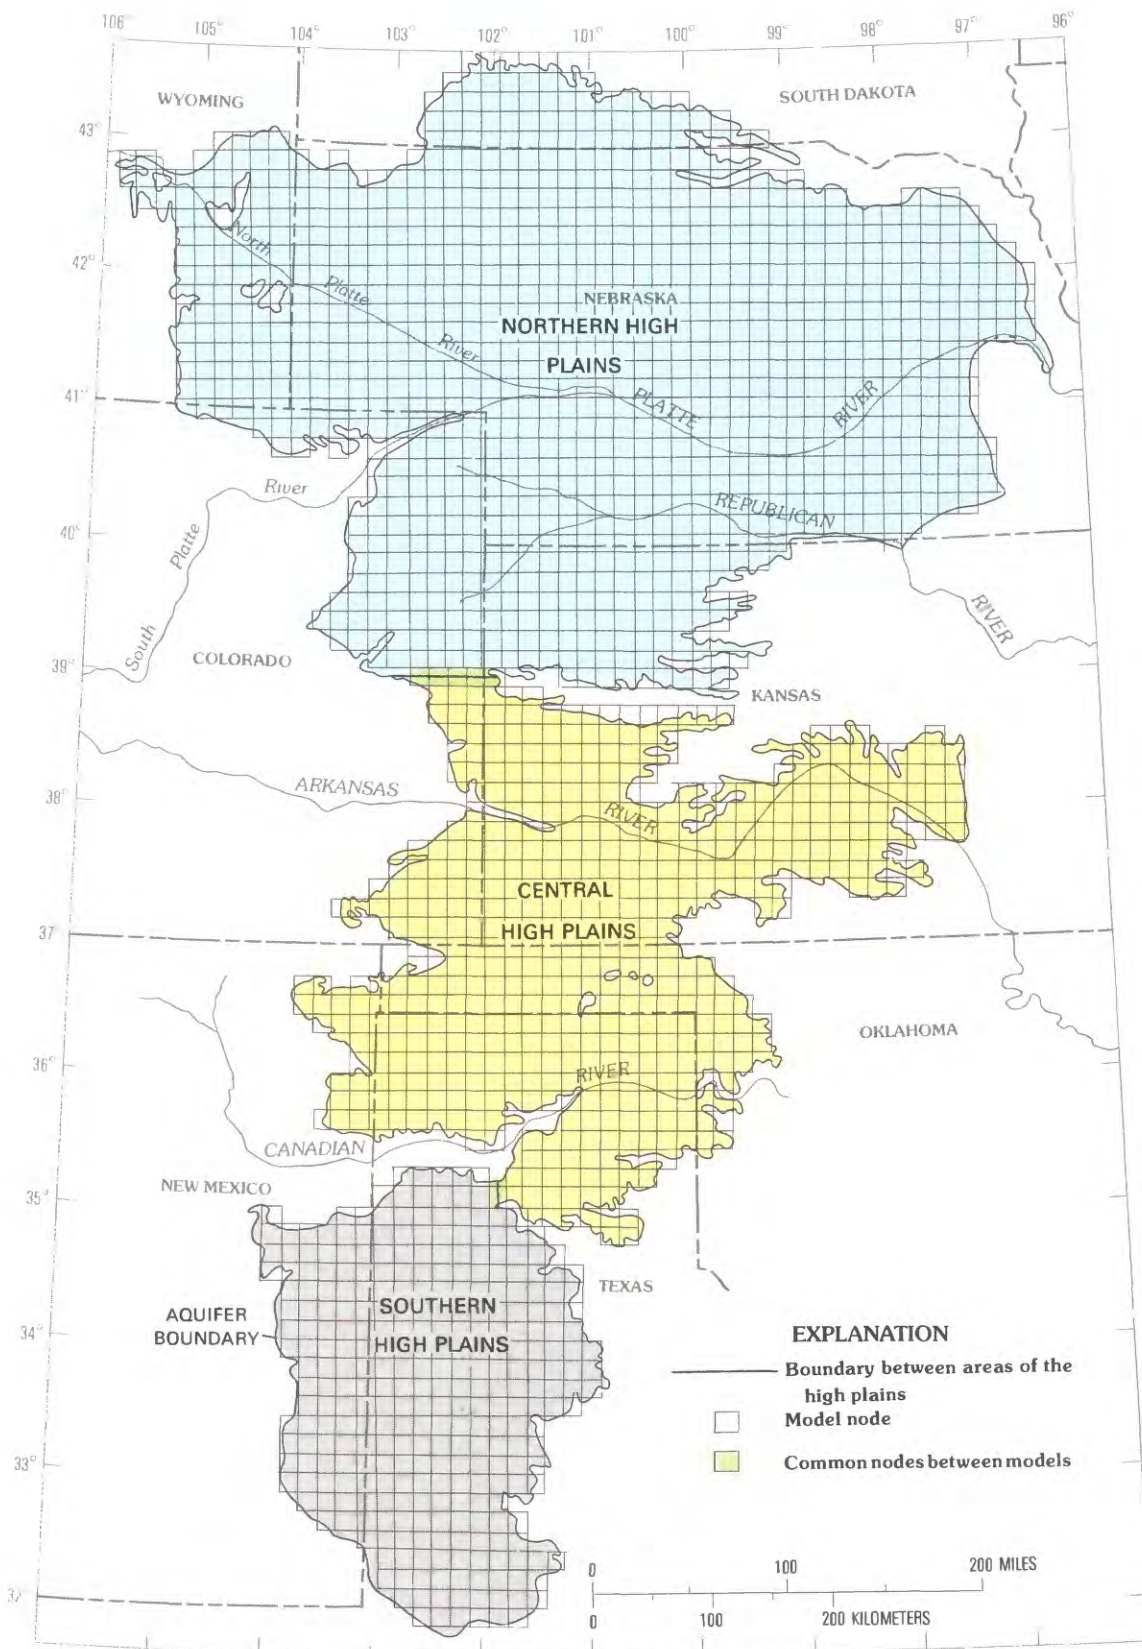 106° 105° 104° 103° 102° 101° 100° 99° 98° 97° 96°
WYOMING
SOUTH DAKOTA
43°
42°
North
Platte
River
NEBRASKA
NORTHERN HIGH
PLAINS
41°
PLATTE
RIVER
River
REPUBLICAN
40°
South
Platte
RIVER
COLORADO
39°
KANSAS
ARKANSAS
RIVER
38°
CENTRAL
HIGH PLAINS
37°
OKLAHOMA
36°
RIVER
CANADIAN
NEW MEXICO
35°
TEXAS
AQUIFER
BOUNDARY
SOUTHERN
HIGH PLAINS
34°
33°
32°
EXPLANATION
Boundary between areas of the
high plains
Model node
Common nodes between models
0 100 200 MILES
0 100 200 KILOMETERS